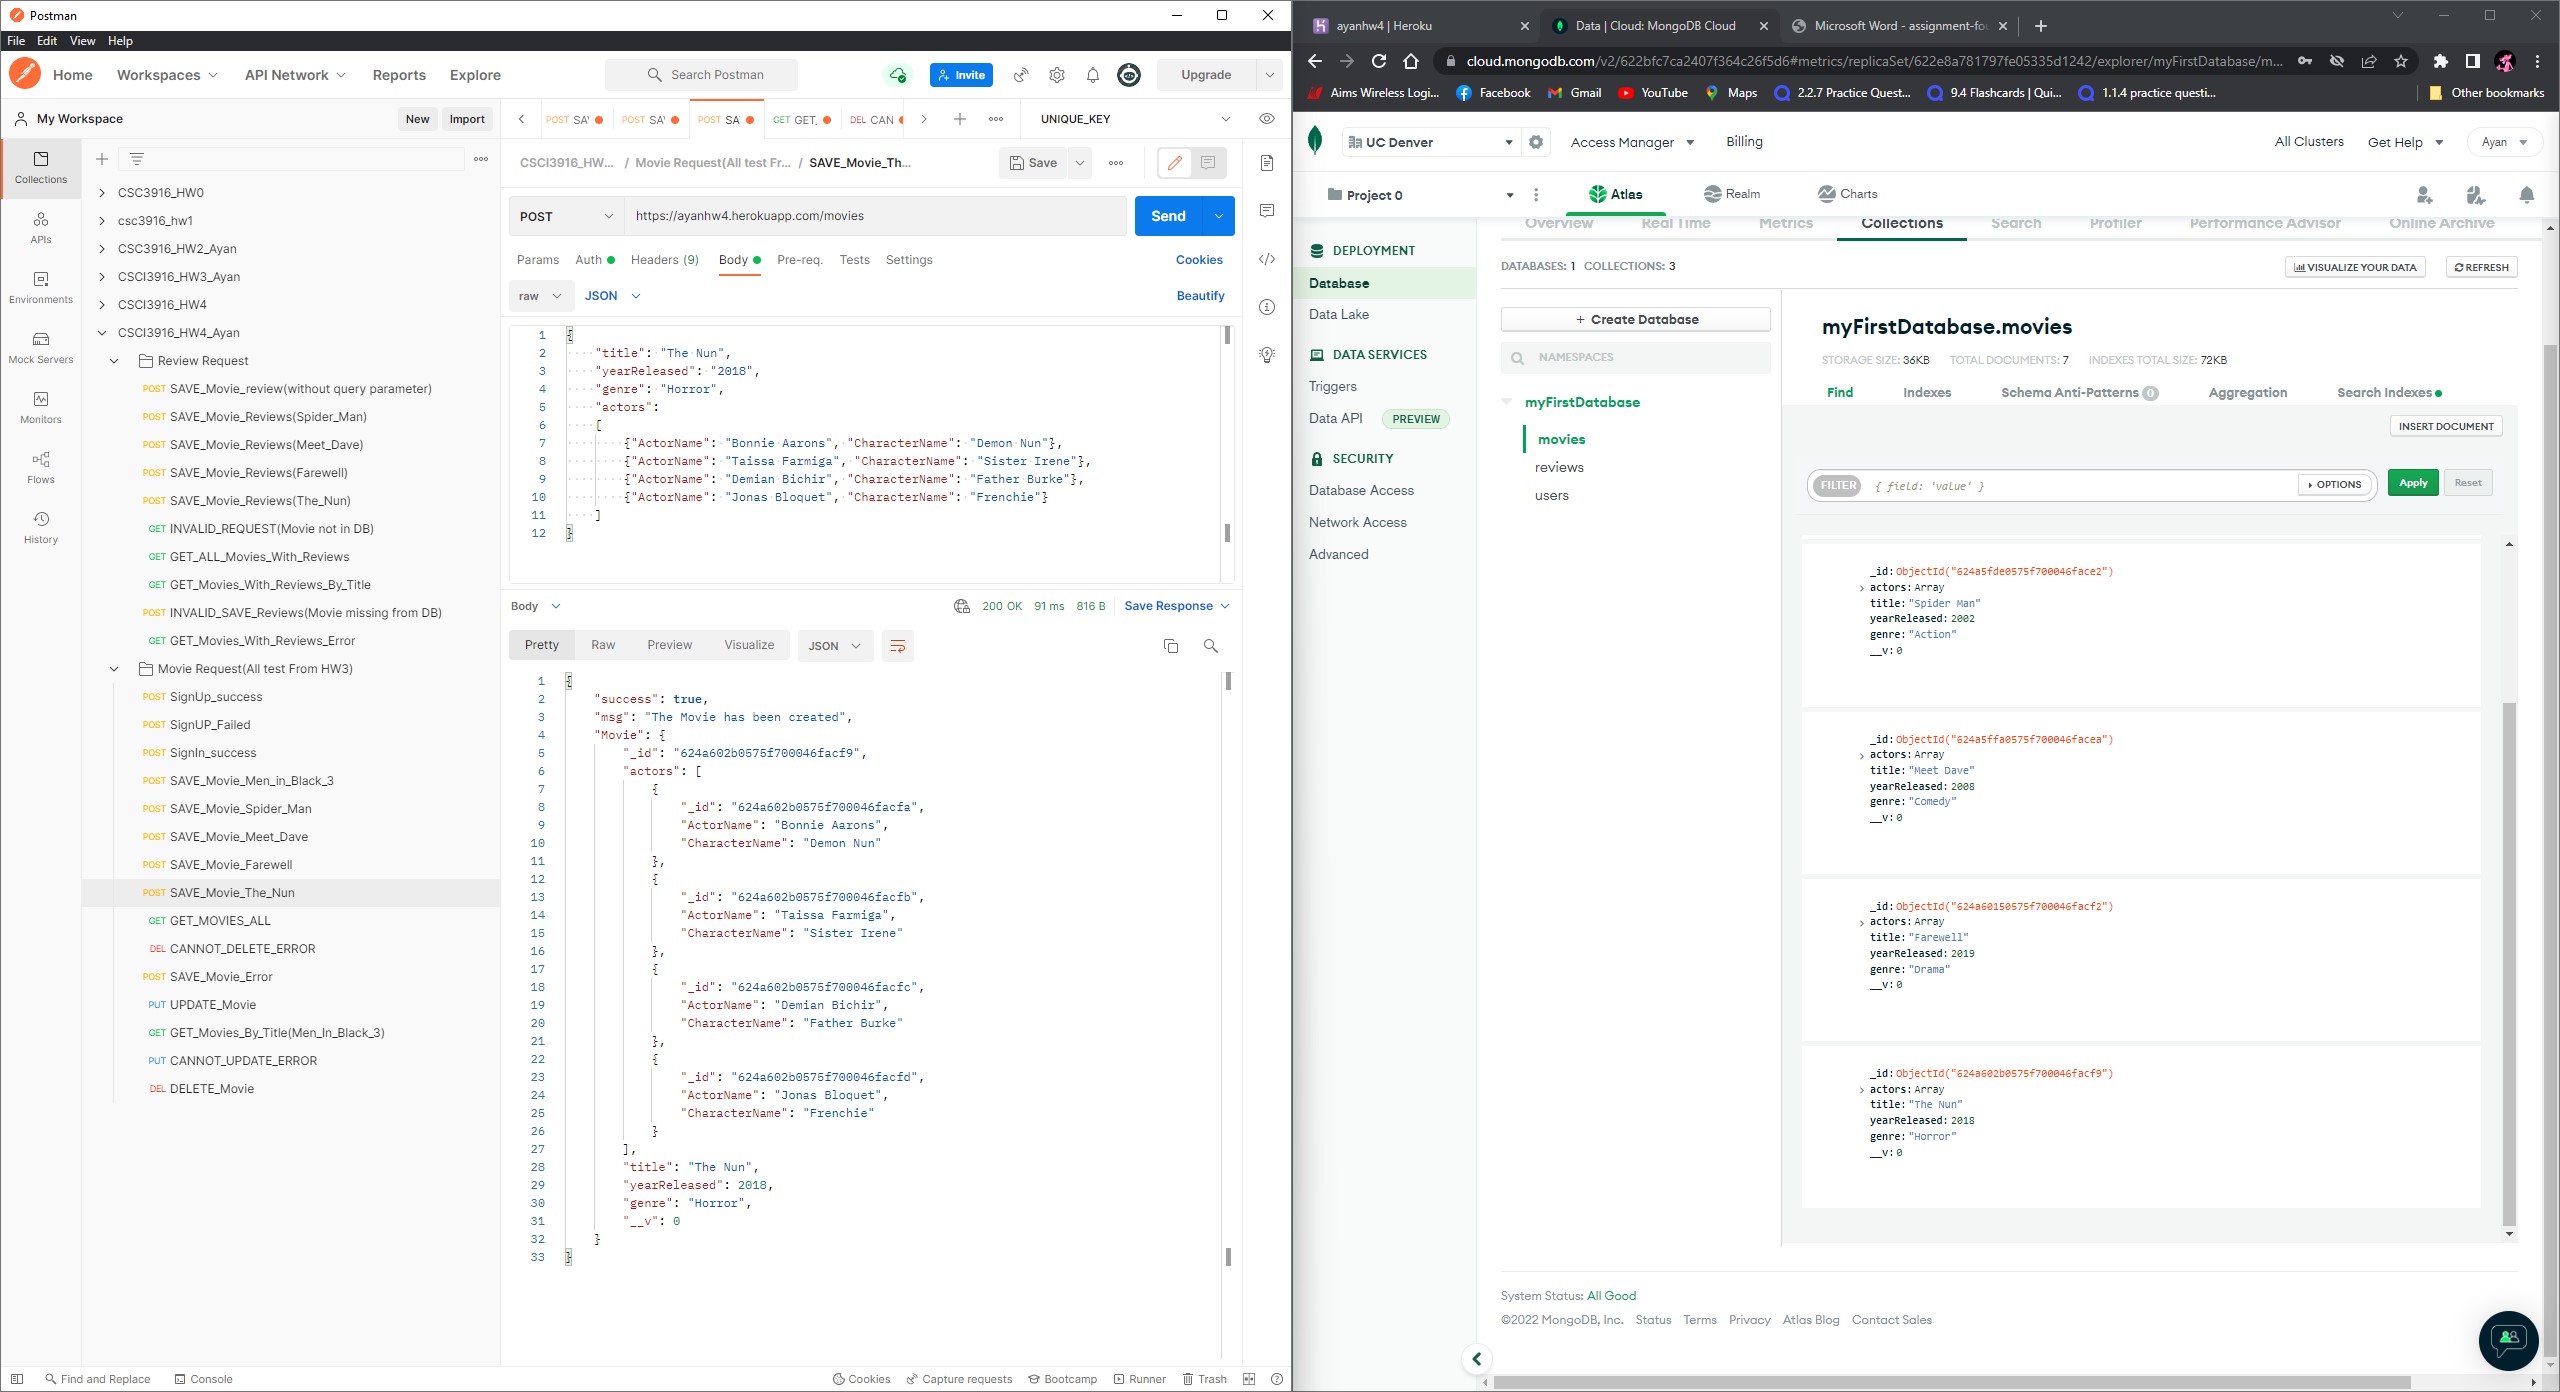 Postman
File Edit View Help
Home Workspaces API Network Reports Explore
Search Postman
Invite
Upgrade
My Workspace
New Import
POST SA' POST SA' POST SA' GET GET, DEL CAN
UNIQUE_KEY
Collections
APIs
Environments
Mock Servers
Monitors
Flows
History
CSC3916_HW0
csc3916_hw1
CSC3916_HW2_Ayan
CSCI3916_HW3_Ayan
CSCI3916_HW4
CSCI3916_HW4_Ayan
Review Request
POST SAVE_Movie_review(without query parameter)
POST SAVE_Movie_Reviews(Spider_Man)
POST SAVE_Movie_Reviews(Meet_Dave)
POST SAVE_Movie_Reviews(Farewell)
POST SAVE_Movie_Reviews(The_Nun)
GET INVALID_REQUEST(Movie not in DB)
GET GET_ALL_Movies_With_Reviews
GET GET_Movies_With_Reviews_By_Title
POST INVALID_SAVE_Reviews(Movie missing from DB)
GET GET_Movies_With_Reviews_Error
Movie Request(All test From HW3)
POST SignUp_success
POST SignUP_Failed
POST SignIn_success
POST SAVE_Movie_Men_in_Black_3
POST SAVE_Movie_Spider_Man
POST SAVE_Movie_Meet_Dave
POST SAVE_Movie_Farewell
POST SAVE_Movie_The_Nun
GET GET_MOVIES_ALL
DEL CANNOT_DELETE_ERROR
POST SAVE_Movie_Error
PUT UPDATE_Movie
GET GET_Movies_By_Title(Men_In_Black_3)
PUT CANNOT_UPDATE_ERROR
DEL DELETE_Movie
CSCI3916_HW... / Movie Request(All test Fr... / SAVE_Movie_Th...
Save
POST https://ayanhw4.herokuapp.com/movies
Send
Params Auth Headers (9) Body Pre-req. Tests Settings
Cookies
raw JSON
Beautify
1 {
2 "title": "The Nun",
3 "yearReleased": "2018",
4 "genre": "Horror",
5 "actors":
6 [
7 {"ActorName": "Bonnie Aarons", "CharacterName": "Demon Nun"},
8 {"ActorName": "Taissa Farmiga", "CharacterName": "Sister Irene"},
9 {"ActorName": "Demian Bichir", "CharacterName": "Father Burke"},
10 {"ActorName": "Jonas Bloquet", "CharacterName": "Frenchie"}
11 ]
12 }
Body
200 OK 91 ms 816 B Save Response
Pretty Raw Preview Visualize JSON
1 {
2 "success": true,
3 "msg": "The Movie has been created",
4 "Movie": {
5 "_id": "624a602b0575f700046facf9",
6 "actors": [
7 {
8 "_id": "624a602b0575f700046facfa",
9 "ActorName": "Bonnie Aarons",
10 "CharacterName": "Demon Nun"
11 },
12 {
13 "_id": "624a602b0575f700046facfb",
14 "ActorName": "Taissa Farmiga",
15 "CharacterName": "Sister Irene"
16 },
17 {
18 "_id": "624a602b0575f700046facfc",
19 "ActorName": "Demian Bichir",
20 "CharacterName": "Father Burke"
21 },
22 {
23 "_id": "624a602b0575f700046facfd",
24 "ActorName": "Jonas Bloquet",
25 "CharacterName": "Frenchie"
26 }
27 ],
28 "title": "The Nun",
29 "yearReleased": 2018,
30 "genre": "Horror",
31 "__v": 0
32 }
33 }
Find and Replace Console
Cookies Capture requests Bootcamp Runner Trash
ayanhw4 | Heroku
Data | Cloud: MongoDB Cloud
Microsoft Word - assignment-fou
cloud.mongodb.com/v2/622bfc7ca2407f364c26f5d6#metrics/replicaSet/622e8a781797fe05335d1242/explorer/myFirstDatabase/m...
Aims Wireless Logi... Facebook Gmail YouTube Maps 2.2.7 Practice Quest... 9.4 Flashcards | Qui... 1.1.4 practice questi... Other bookmarks
UC Denver Access Manager Billing
All Clusters Get Help Ayan
Project 0 Atlas Realm Charts
Overview Real Time Metrics Collections Search Profiler Performance Advisor Online Archive
DEPLOYMENT
Database
Data Lake
DATA SERVICES
Triggers
Data API PREVIEW
SECURITY
Database Access
Network Access
Advanced
DATABASES: 1 COLLECTIONS: 3
VISUALIZE YOUR DATA REFRESH
+ Create Database
NAMESPACES
myFirstDatabase
movies
reviews
users
myFirstDatabase.movies
STORAGE SIZE: 36KB TOTAL DOCUMENTS: 7 INDEXES TOTAL SIZE: 72KB
Find Indexes Schema Anti-Patterns 0 Aggregation Search Indexes
INSERT DOCUMENT
FILTER { field: 'value' } OPTIONS Apply Reset
_id: ObjectId("624a5fde0575f700046face2")
actors: Array
title: "Spider Man"
yearReleased: 2002
genre: "Action"
__v: 0
_id: ObjectId("624a5ffa0575f700046facea")
actors: Array
title: "Meet Dave"
yearReleased: 2008
genre: "Comedy"
__v: 0
_id: ObjectId("624a60150575f700046facf2")
actors: Array
title: "Farewell"
yearReleased: 2019
genre: "Drama"
__v: 0
_id: ObjectId("624a602b0575f700046facf9")
actors: Array
title: "The Nun"
yearReleased: 2018
genre: "Horror"
__v: 0
System Status: All Good
©2022 MongoDB, Inc. Status Terms Privacy Atlas Blog Contact Sales